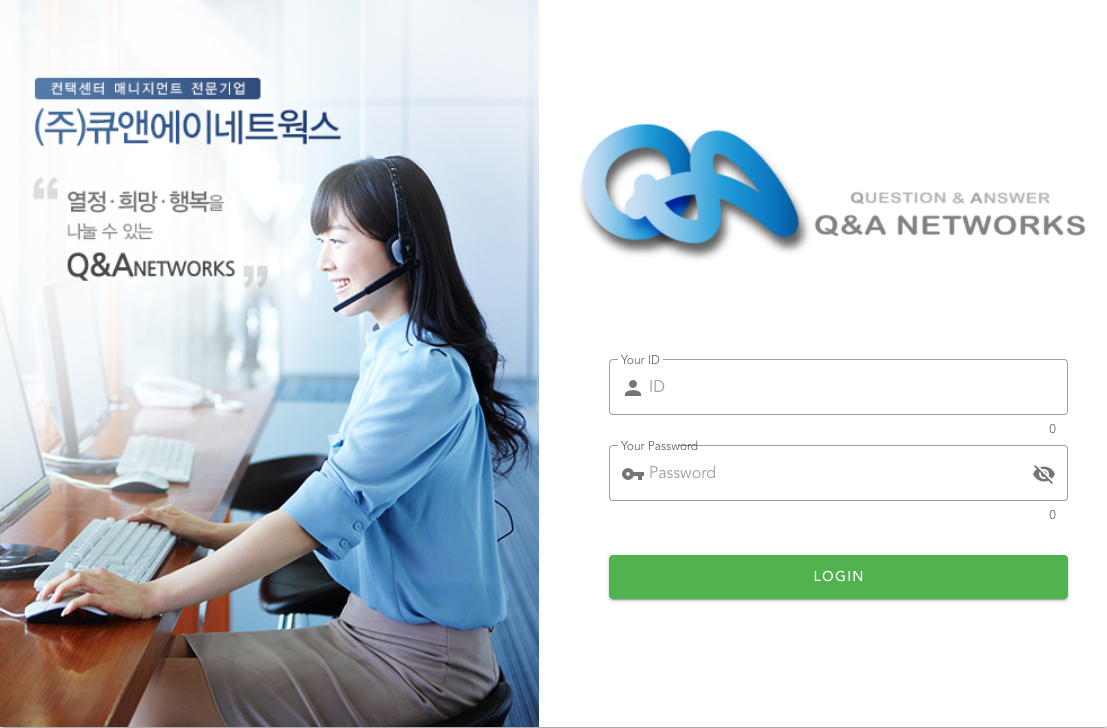 컨택센터 매니지먼트 전문기업
(주)큐앤에이네트웍스
“ 열정·희망·행복을
나눌 수 있는
Q&ANETWORKS ”
QUESTION & ANSWER
Q&A NETWORKS
Your ID
ID
0
Your Password
Password
0
LOGIN